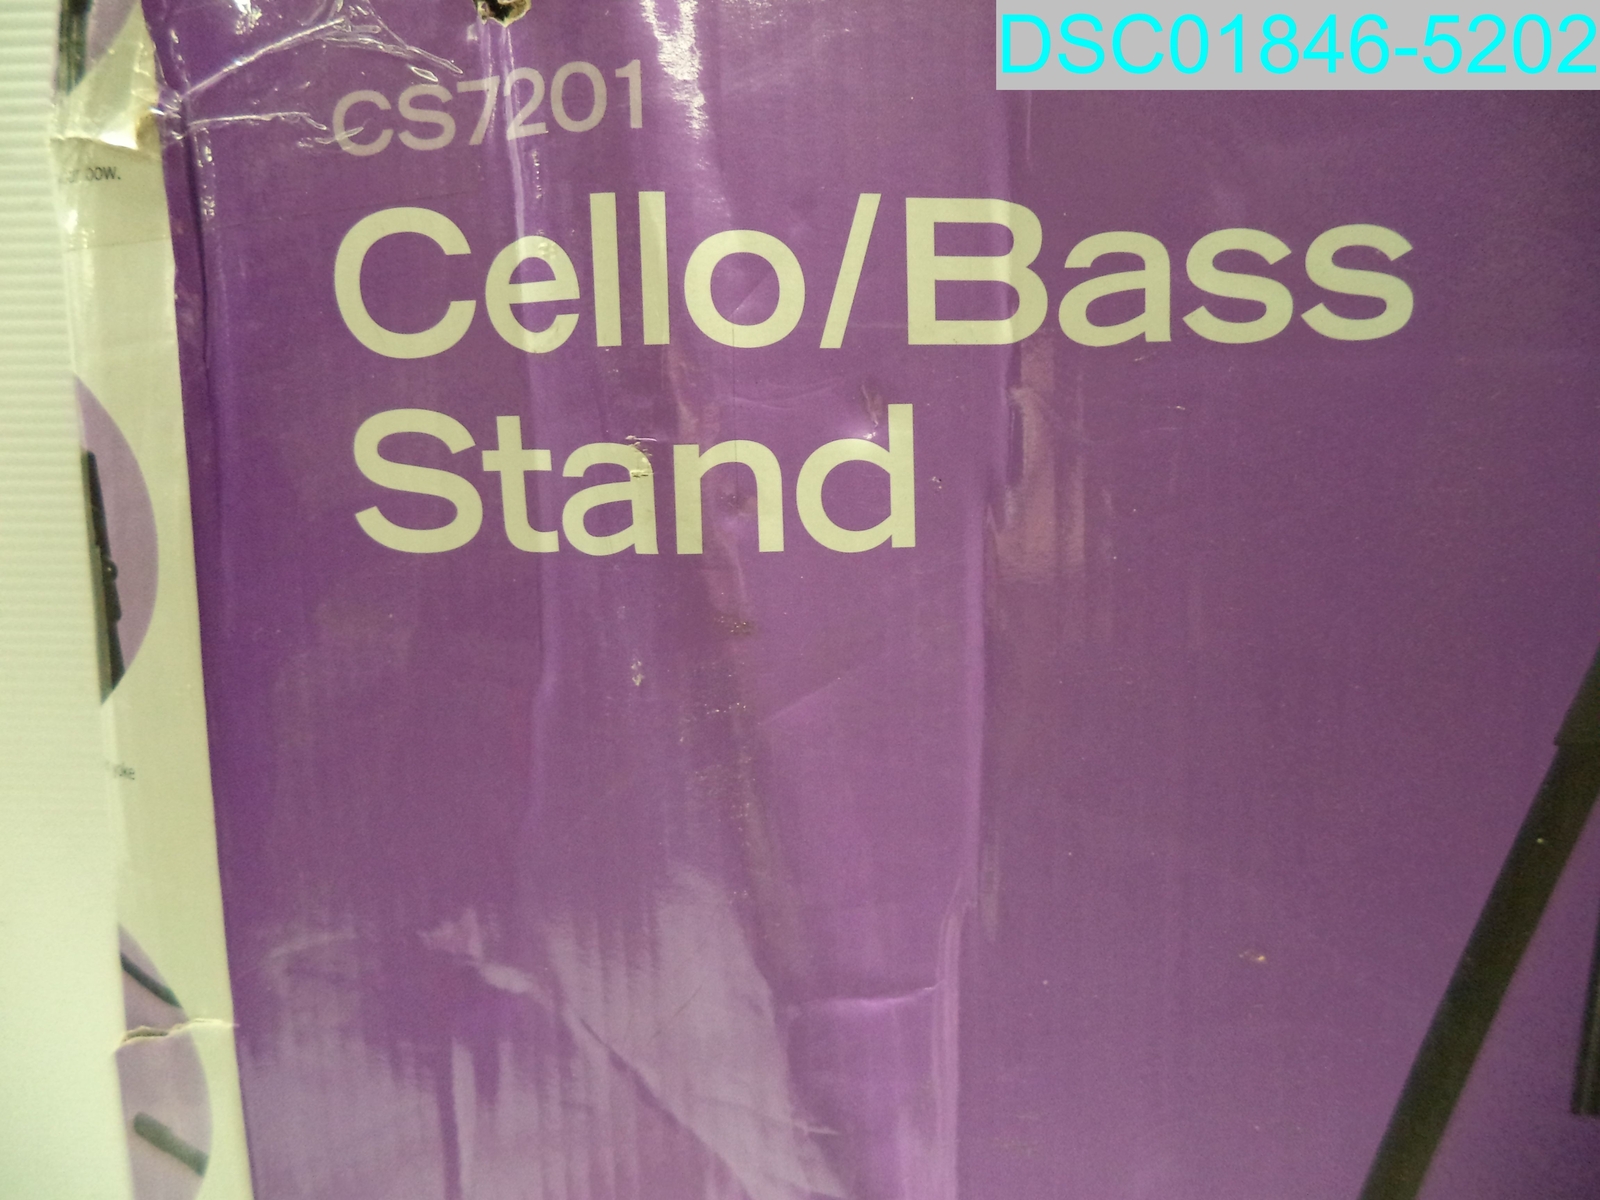 DSC01846-5202
CS7201
bow.
Cello/Bass
Stand